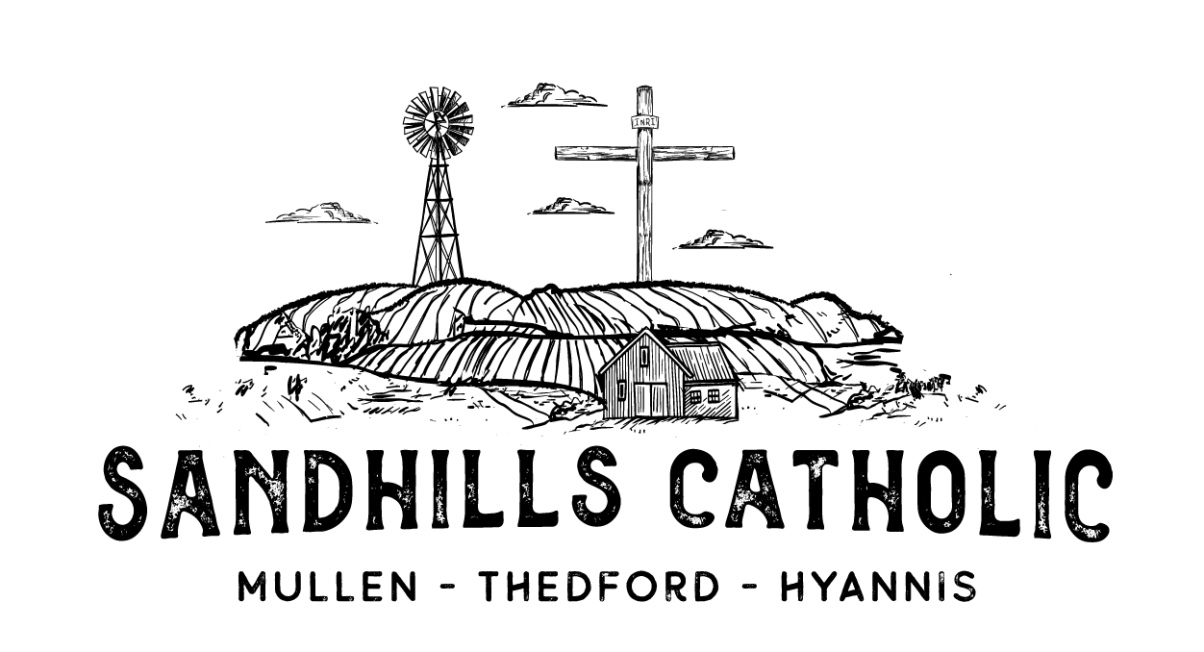 INRI
SANDHILLS CATHOLIC
MULLEN - THEDFORD - HYANNIS